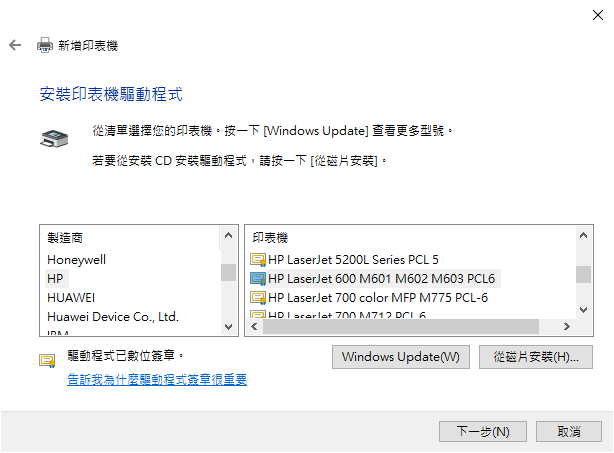 新增印表機
安裝印表機驅動程式
從清單選擇您的印表機。按一下 [Windows Update] 查看更多型號。
若要從安裝 CD 安裝驅動程式，請按一下 [從磁片安裝]。
製造商
Honeywell
HP
HUAWEI
Huawei Device Co., Ltd.
IBM
印表機
HP LaserJet 5200L Series PCL 5
HP LaserJet 600 M601 M602 M603 PCL6
HP LaserJet 700 color MFP M775 PCL-6
HP LaserJet 700 M712 PCL 6
驅動程式已數位簽章。
告訴我為什麼驅動程式簽章很重要
Windows Update(W)
從磁片安裝(H)...
下一步(N)
取消